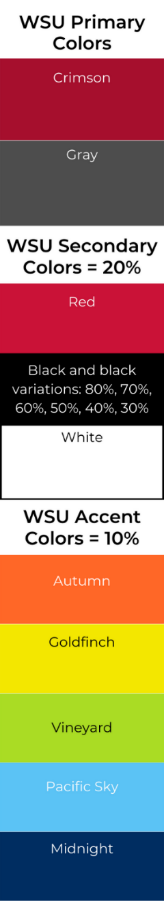 WSU Primary
Colors
Crimson
Gray
WSU Secondary
Colors = 20%
Red
Black and black
variations: 80%, 70%,
60%, 50%, 40%, 30%
White
WSU Accent
Colors = 10%
Autumn
Goldfinch
Vineyard
Pacific Sky
Midnight